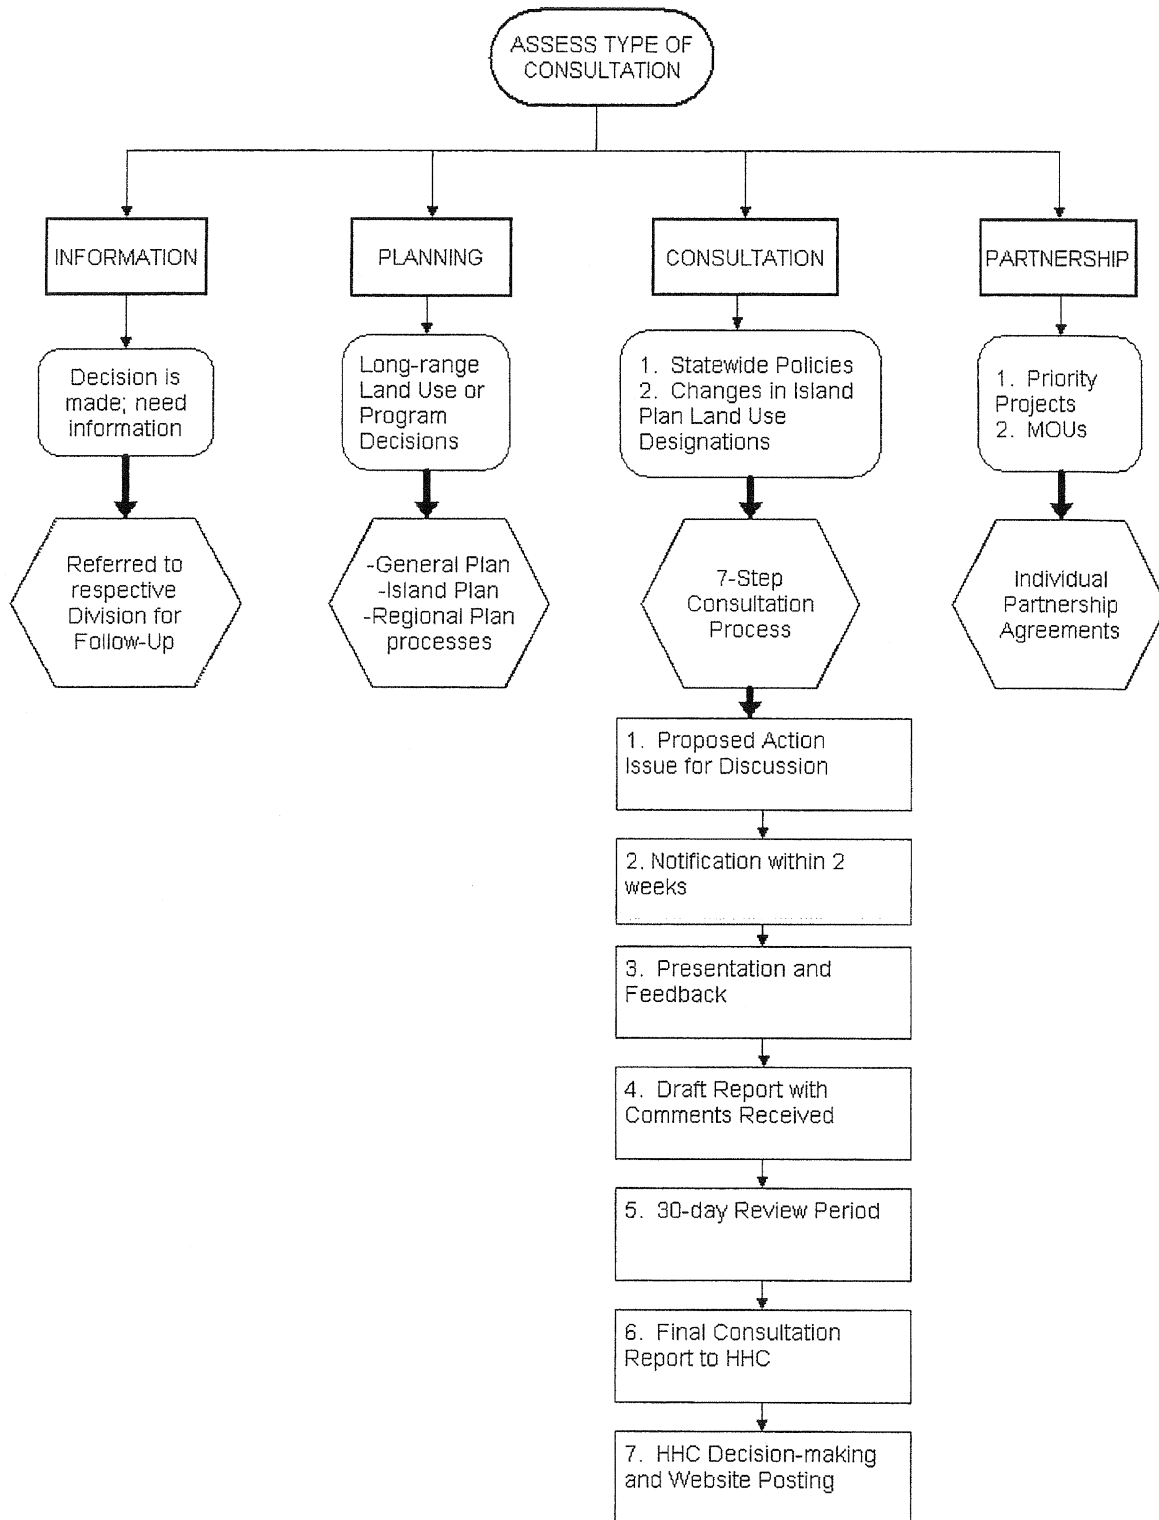 ASSESS TYPE OF
CONSULTATION
INFORMATION
PLANNING
CONSULTATION
PARTNERSHIP
Decision is
made; need
information
Long-range
Land Use or
Program
Decisions
1. Statewide Policies
2. Changes in Island
Plan Land Use
Designations
1. Priority
Projects
2. MOUs
Referred to
respective
Division for
Follow-Up
-General Plan
-Island Plan
-Regional Plan
processes
7-Step
Consultation
Process
Individual
Partnership
Agreements
1. Proposed Action
Issue for Discussion
2. Notification within 2
weeks
3. Presentation and
Feedback
4. Draft Report with
Comments Received
5. 30-day Review Period
6. Final Consultation
Report to HHC
7. HHC Decision-making
and Website Posting